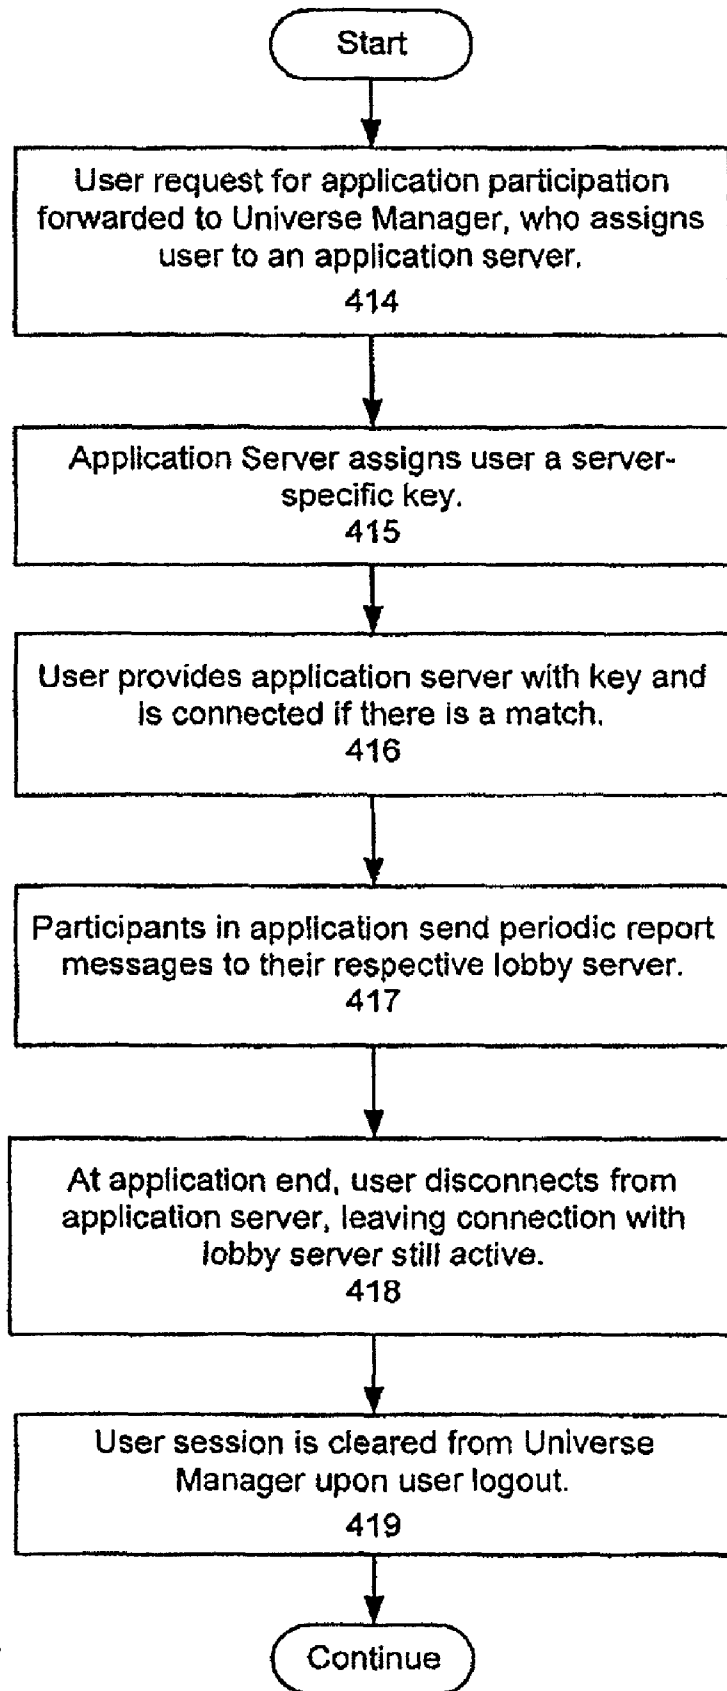 Start
User request for application participation
forwarded to Universe Manager, who assigns
user to an application server.
414
Application Server assigns user a server-
specific key.
415
User provides application server with key and
is connected if there is a match.
416
Participants in application send periodic report
messages to their respective lobby server.
417
At application end, user disconnects from
application server, leaving connection with
lobby server still active.
418
User session is cleared from Universe
Manager upon user logout.
419
Continue